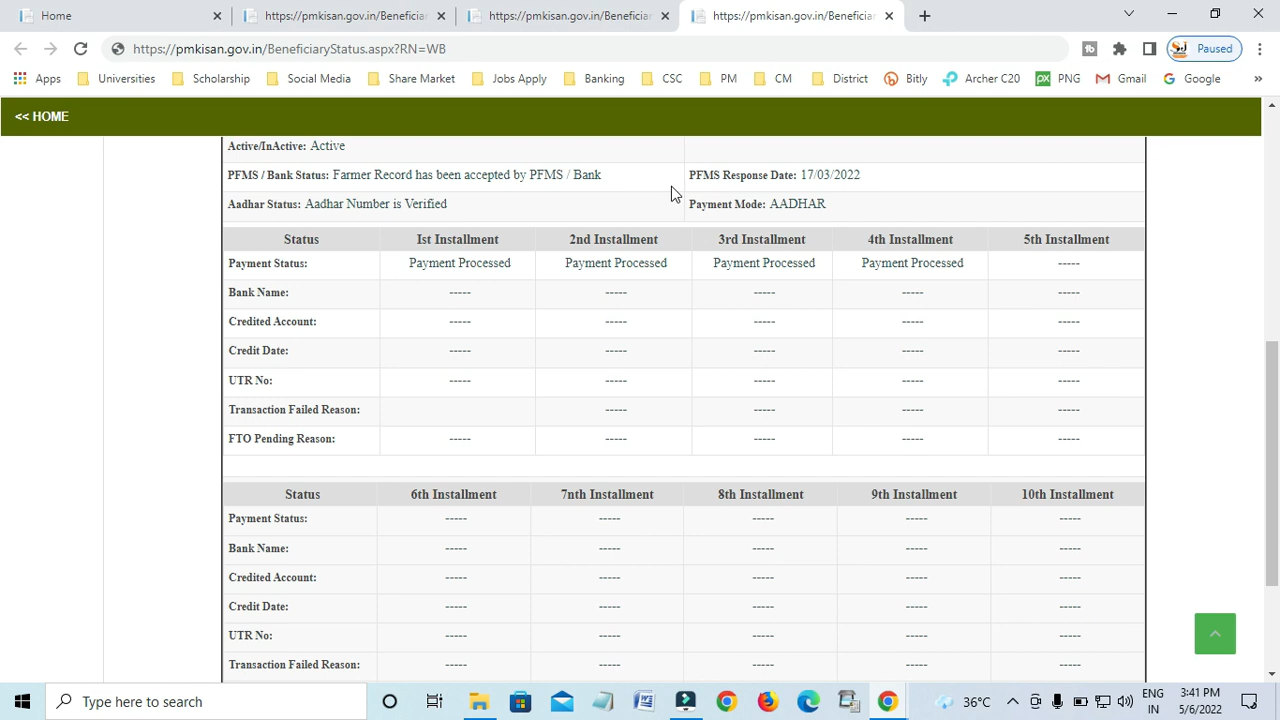 Home https://pmkisan.gov.in/Beneficia https://pmkisan.gov.in/Beneficiar https://pmkisan.gov.in/Beneficiar
https://pmkisan.gov.in/BeneficiaryStatus.aspx?RN=WB Paused
Apps Universities Scholarship Social Media Share Market Jobs Apply Banking CSC PM CM District Bitly Archer C20 PNG Gmail Google »
<< HOME
Active/InActive: Active
PFMS / Bank Status: Farmer Record has been accepted by PFMS / Bank PFMS Response Date: 17/03/2022
Aadhar Status: Aadhar Number is Verified Payment Mode: AADHAR
Status Ist Installment 2nd Installment 3rd Installment 4th Installment 5th Installment
Payment Status: Payment Processed Payment Processed Payment Processed Payment Processed -----
Bank Name: ----- ----- ----- ----- -----
Credited Account: ----- ----- ----- ----- -----
Credit Date: ----- ----- ----- ----- -----
UTR No: ----- ----- ----- ----- -----
Transaction Failed Reason: ----- ----- ----- -----
FTO Pending Reason: ----- ----- ----- ----- -----
Status 6th Installment 7nth Installment 8th Installment 9th Installment 10th Installment
Payment Status: ----- ----- ----- ----- -----
Bank Name: ----- ----- ----- ----- -----
Credited Account: ----- ----- ----- ----- -----
Credit Date: ----- ----- ----- ----- -----
UTR No: ----- ----- ----- ----- -----
Transaction Failed Reason: ----- ----- ----- ----- -----
Type here to search 36°C ENG 3:41 PM
IN 5/6/2022